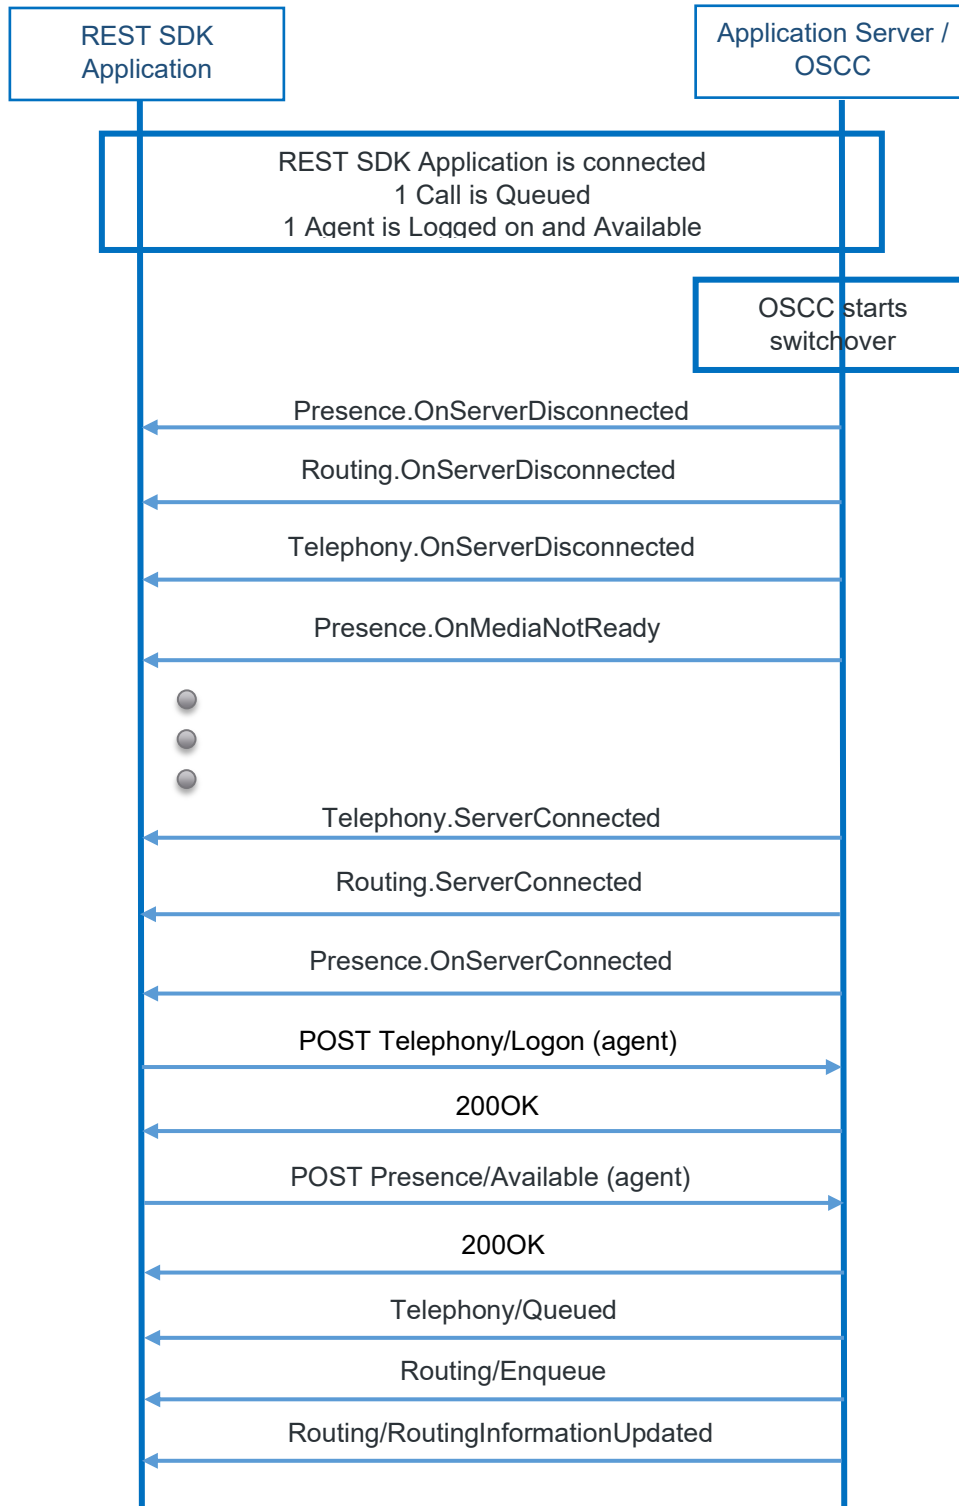 REST SDK
Application
Application Server /
OSCC
REST SDK Application is connected
1 Call is Queued
1 Agent is Logged on and Available
OSCC starts
switchover
Presence.OnServerDisconnected
Routing.OnServerDisconnected
Telephony.OnServerDisconnected
Presence.OnMediaNotReady
Telephony.ServerConnected
Routing.ServerConnected
Presence.OnServerConnected
POST Telephony/Logon (agent)
200OK
POST Presence/Available (agent)
200OK
Telephony/Queued
Routing/Enqueue
Routing/RoutingInformationUpdated